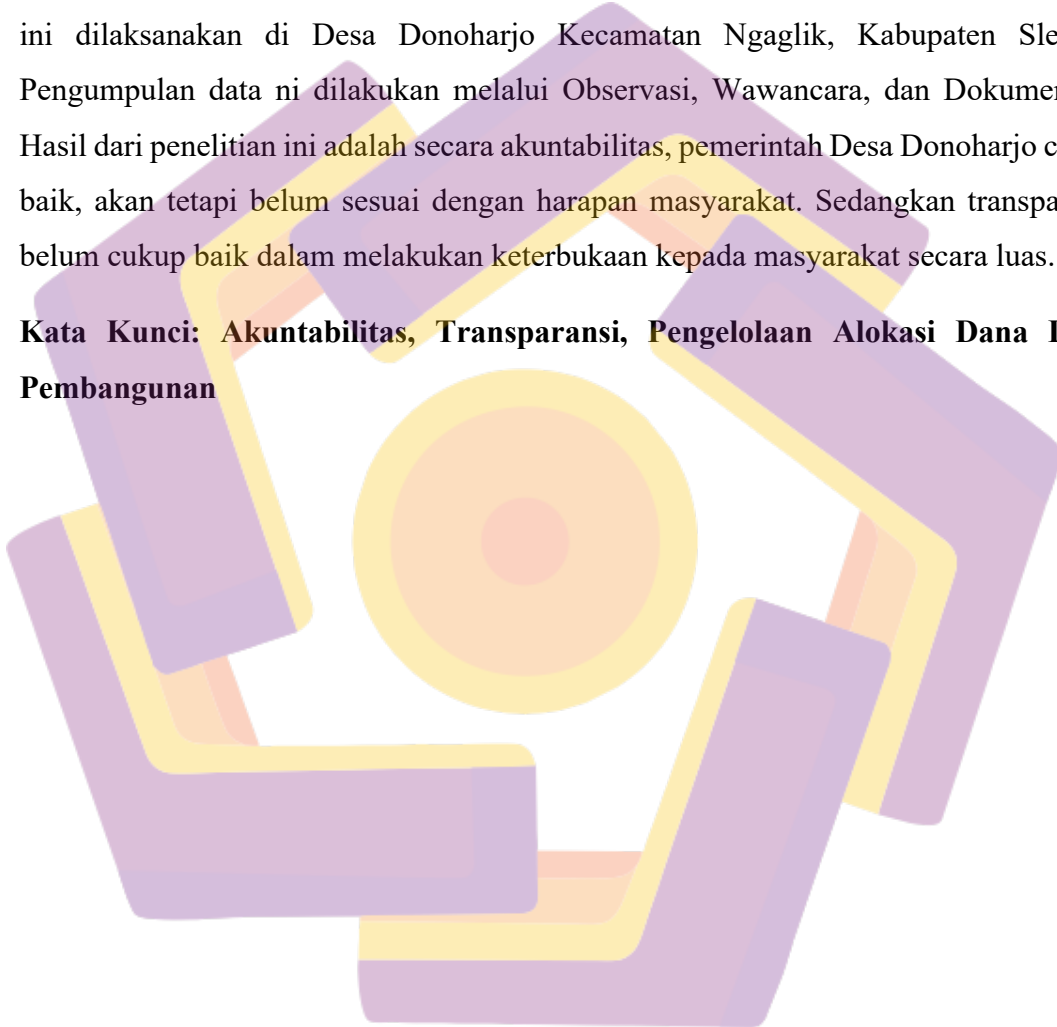 ini dilaksanakan di Desa Donoharjo Kecamatan Ngaglik, Kabupaten Sle
Pengumpulan data ni dilakukan melalui Observasi, Wawancara, dan Dokumen
Hasil dari penelitian ini adalah secara akuntabilitas, pemerintah Desa Donoharjo c
baik, akan tetapi belum sesuai dengan harapan masyarakat. Sedangkan transpa
belum cukup baik dalam melakukan keterbukaan kepada masyarakat secara luas.
Kata Kunci: Akuntabilitas, Transparansi, Pengelolaan Alokasi Dana
Pembangunan